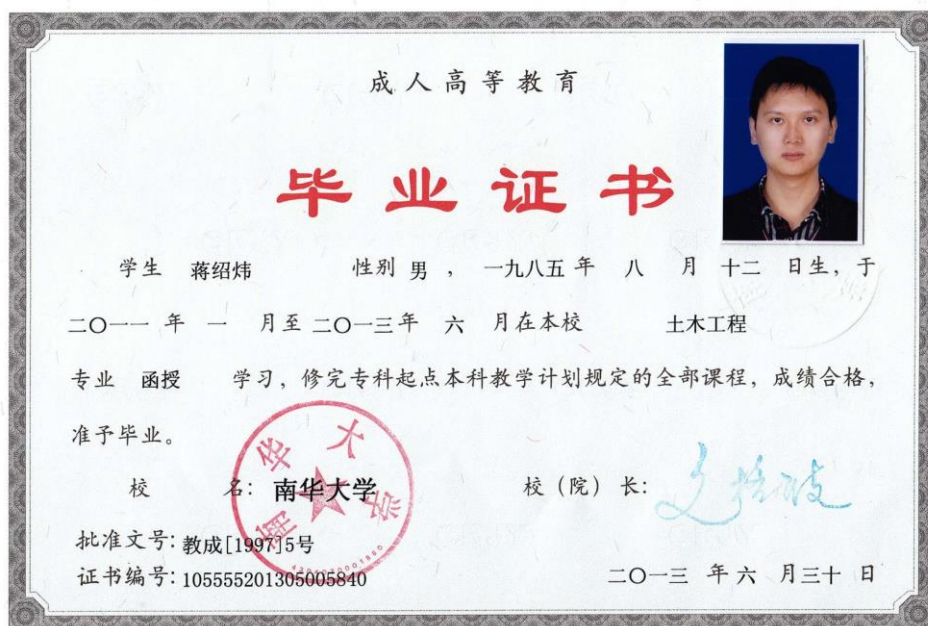 成人高等教育
毕业证书
学生 蒋绍炜 性别 男 ， 一九八五 年 八 月 十二 日生，于
二〇一一 年 一 月至 二〇一三 年 六 月在本校 土木工程
专业 函授 学习，修完专科起点本科教学计划规定的全部课程，成绩合格，
准予毕业。
校 名：南华大学 校（院）长：
南华大学
批准文号：教成[1997]5号
证书编号：105555201305005840 二〇一三 年 六 月三十 日